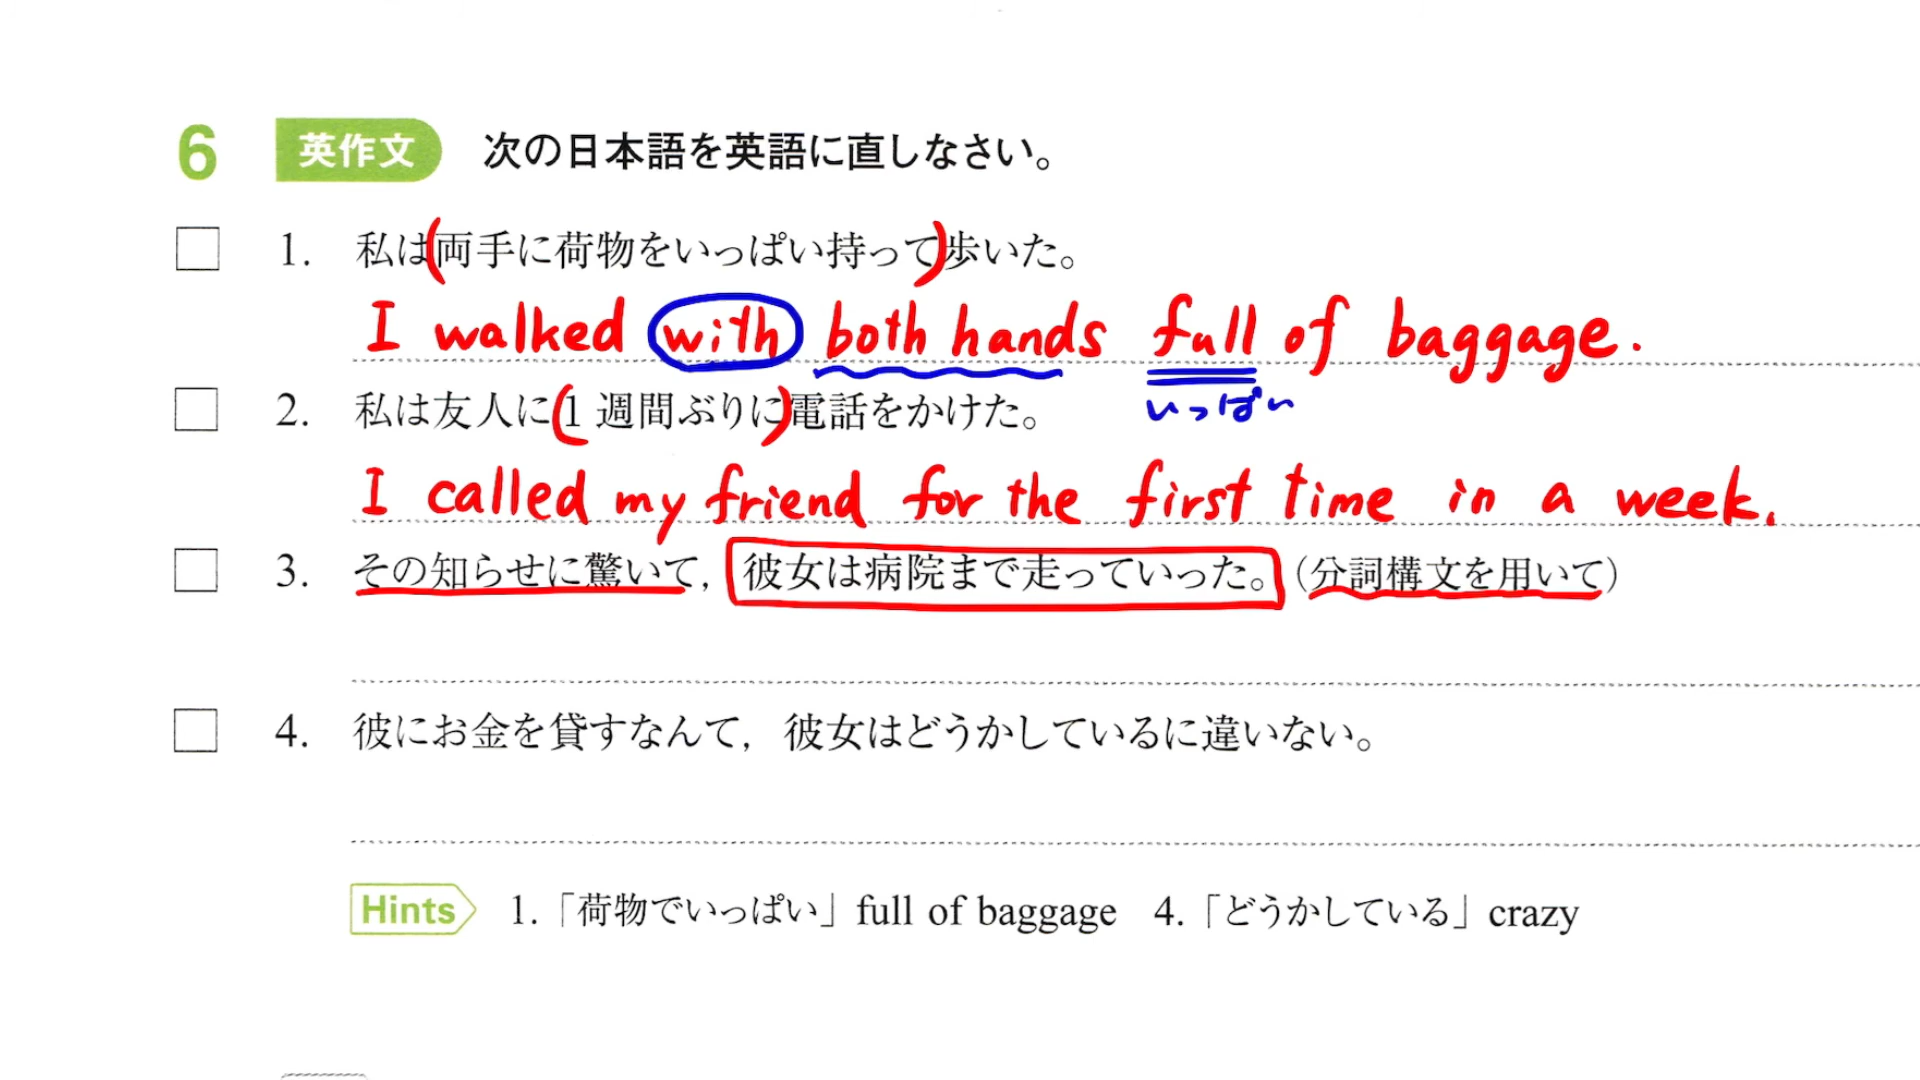 6 英作文 次の日本語を英語に直しなさい。
1. 私は(両手に荷物をいっぱい持って)歩いた。
I walked with both hands full of baggage.
いっぱい
2. 私は友人に(1週間ぶりに)電話をかけた。
I called my friend for the first time in a week.
3. その知らせに驚いて,彼女は病院まで走っていった。(分詞構文を用いて)
4. 彼にお金を貸すなんて,彼女はどうかしているに違いない。
Hints 1.「荷物でいっぱい」full of baggage 4.「どうかしている」crazy